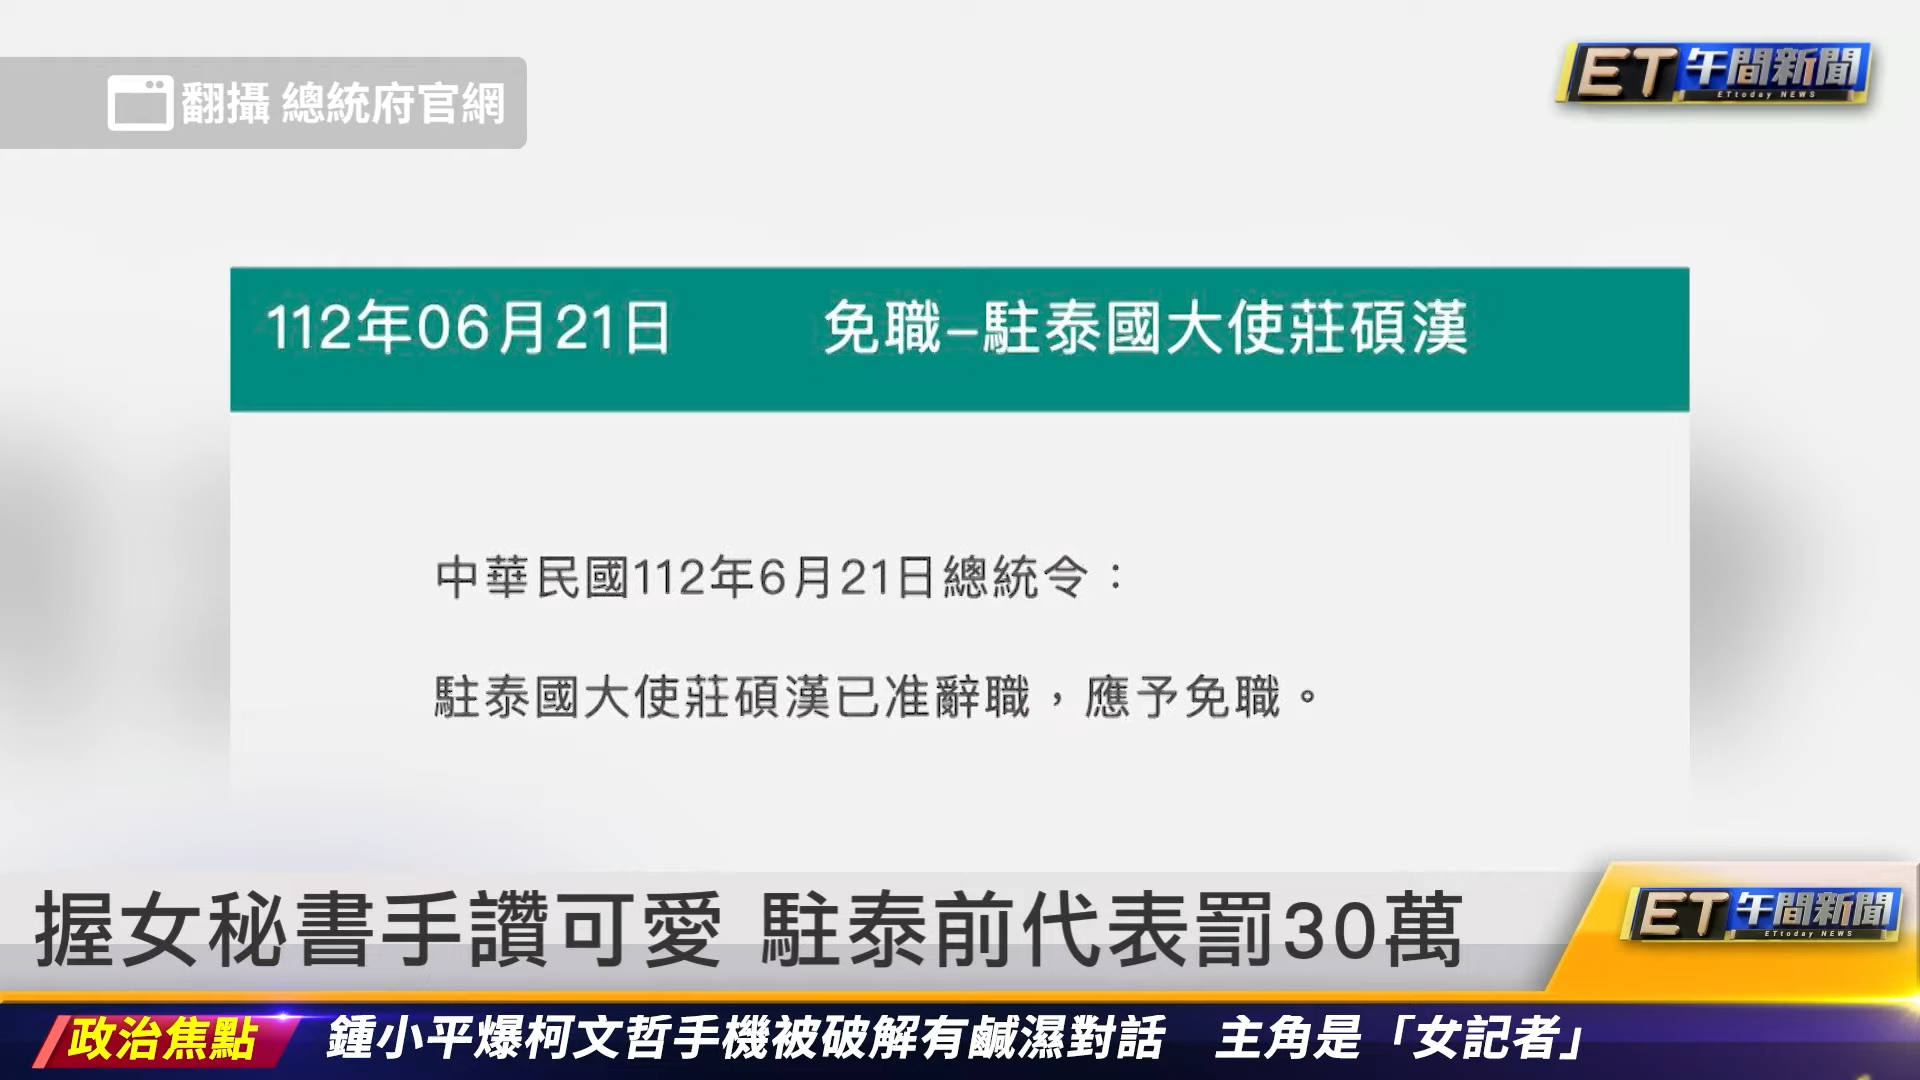 翻攝 總統府官網
ET午間新聞
ETtoday NEWS
112年06月21日 免職–駐泰國大使莊碩漢
中華民國112年6月21日總統令：
駐泰國大使莊碩漢已准辭職，應予免職。
握女秘書手讚可愛 駐泰前代表罰30萬
ET午間新聞
ETtoday NEWS
政治焦點 鍾小平爆柯文哲手機被破解有鹹濕對話 主角是「女記者」